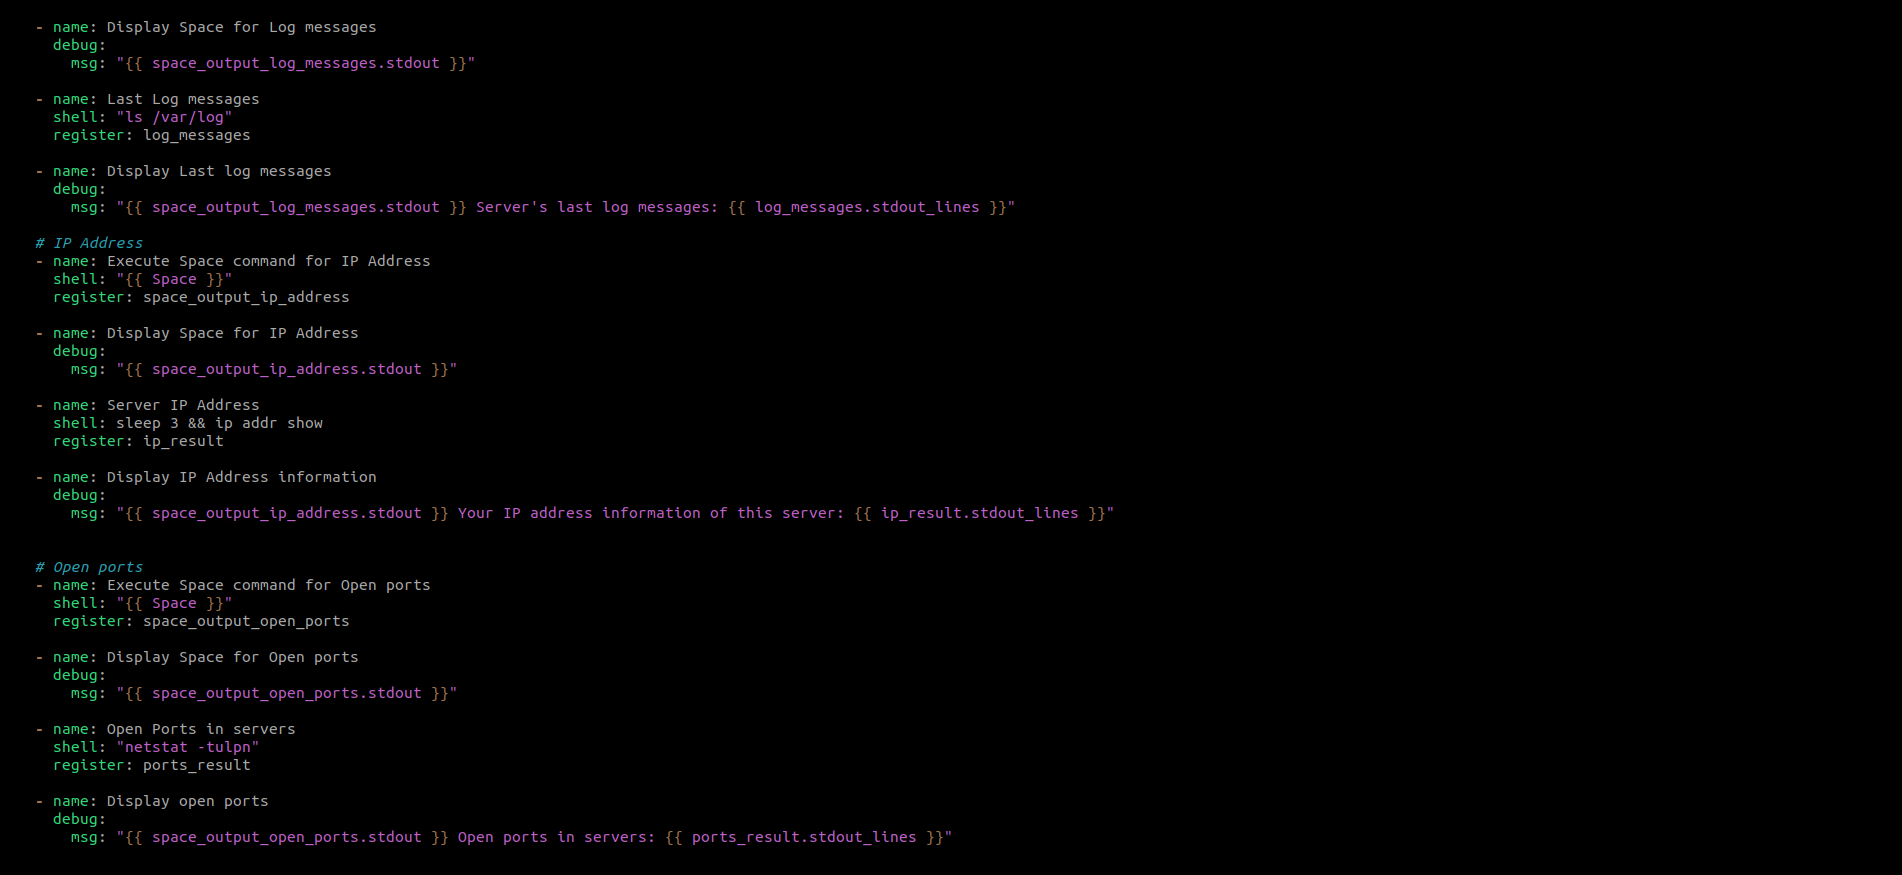 - name: Display Space for Log messages
  debug:
    msg: "{{ space_output_log_messages.stdout }}"

- name: Last Log messages
  shell: "ls /var/log"
  register: log_messages

- name: Display Last log messages
  debug:
    msg: "{{ space_output_log_messages.stdout }} Server's last log messages: {{ log_messages.stdout_lines }}"

# IP Address
- name: Execute Space command for IP Address
  shell: "{{ Space }}"
  register: space_output_ip_address

- name: Display Space for IP Address
  debug:
    msg: "{{ space_output_ip_address.stdout }}"

- name: Server IP Address
  shell: sleep 3 && ip addr show
  register: ip_result

- name: Display IP Address information
  debug:
    msg: "{{ space_output_ip_address.stdout }} Your IP address information of this server: {{ ip_result.stdout_lines }}"


# Open ports
- name: Execute Space command for Open ports
  shell: "{{ Space }}"
  register: space_output_open_ports

- name: Display Space for Open ports
  debug:
    msg: "{{ space_output_open_ports.stdout }}"

- name: Open Ports in servers
  shell: "netstat -tulpn"
  register: ports_result

- name: Display open ports
  debug:
    msg: "{{ space_output_open_ports.stdout }} Open ports in servers: {{ ports_result.stdout_lines }}"